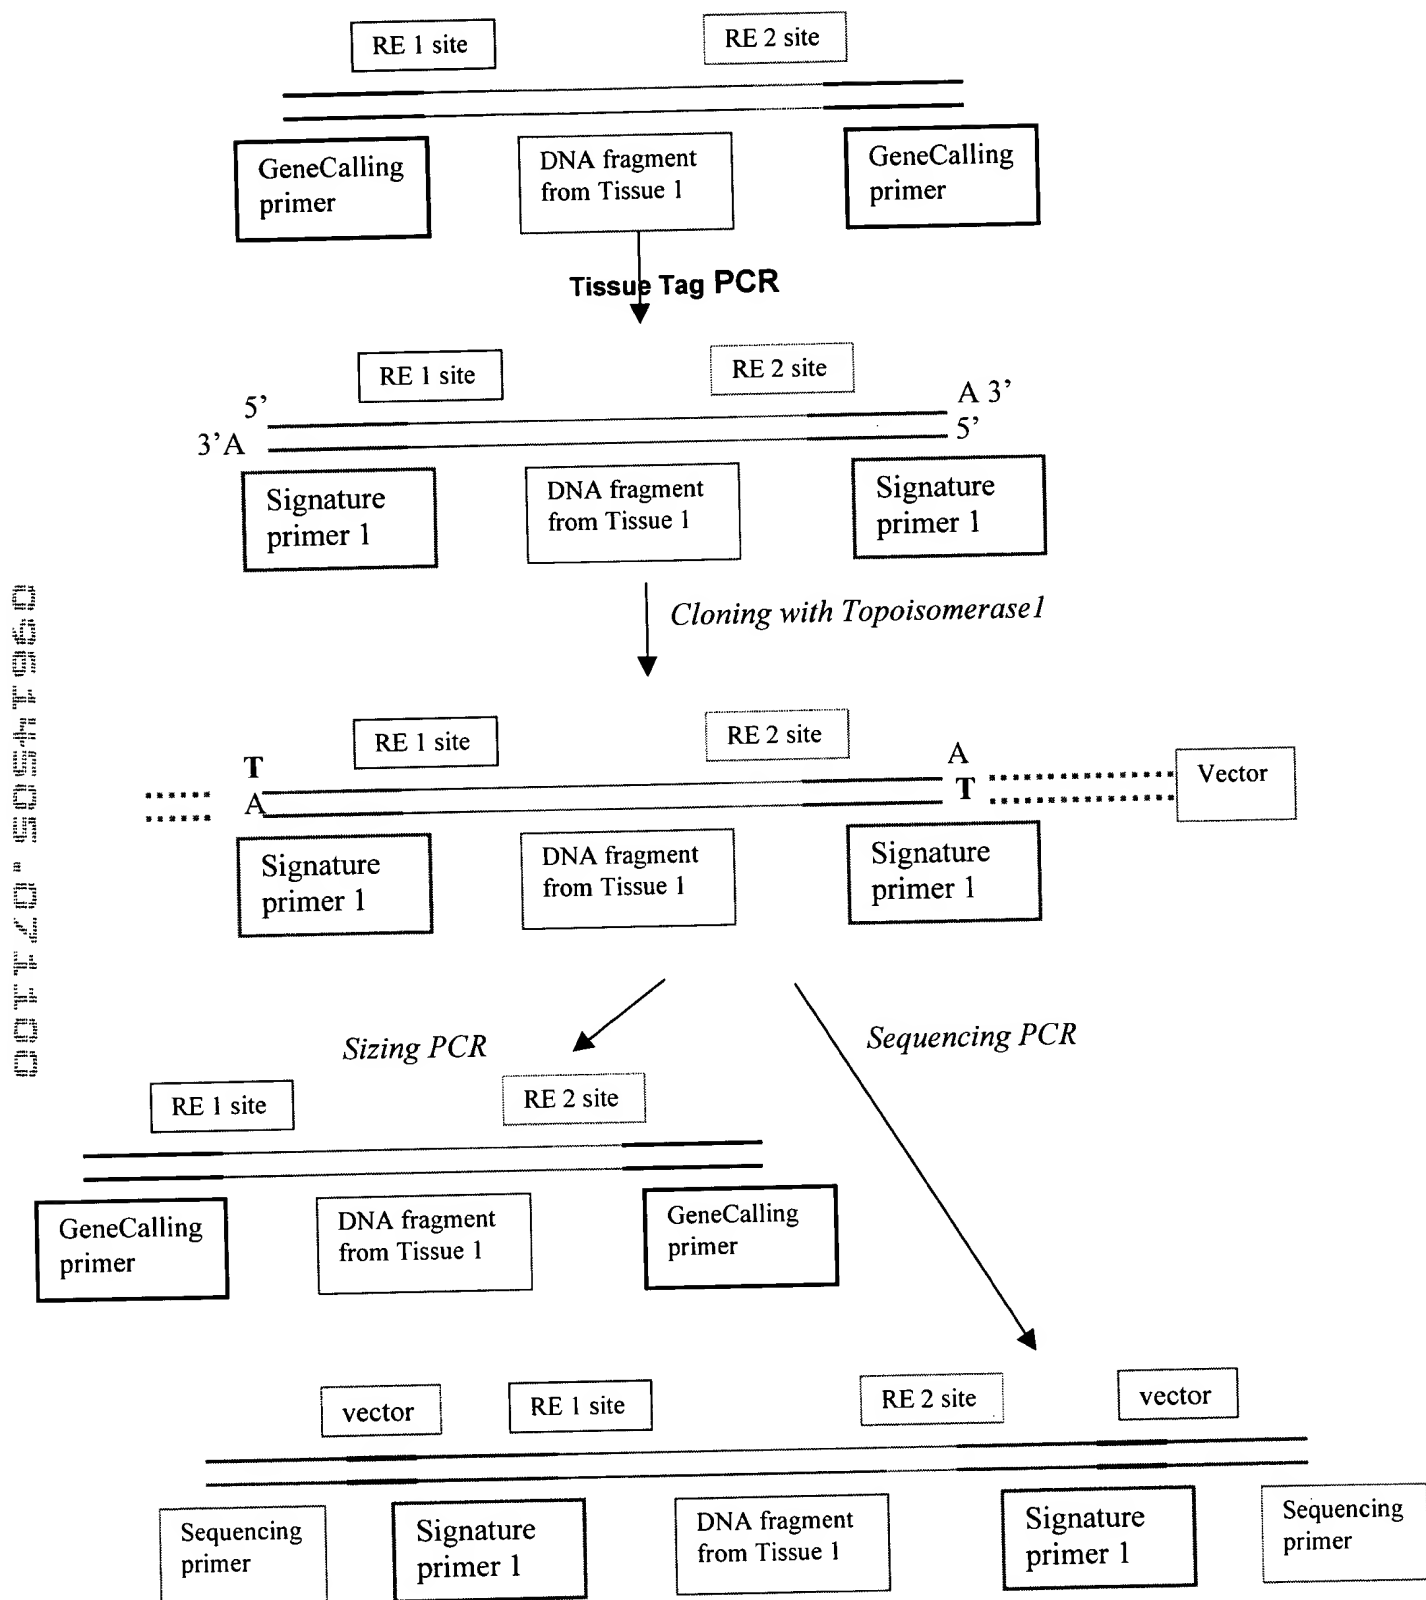 RE 1 site
RE 2 site
GeneCalling
primer
DNA fragment
from Tissue 1
GeneCalling
primer
Tissue Tag PCR
RE 1 site
RE 2 site
5’
A 3’
3’A
5’
Signature
primer 1
DNA fragment
from Tissue 1
Signature
primer 1
Cloning with Topoisomerase1
RE 1 site
RE 2 site
T
A
A
T
Vector
Signature
primer 1
DNA fragment
from Tissue 1
Signature
primer 1
Sizing PCR
Sequencing PCR
RE 1 site
RE 2 site
GeneCalling
primer
DNA fragment
from Tissue 1
GeneCalling
primer
vector
RE 1 site
RE 2 site
vector
Sequencing
primer
Signature
primer 1
DNA fragment
from Tissue 1
Signature
primer 1
Sequencing
primer
09614505.071100